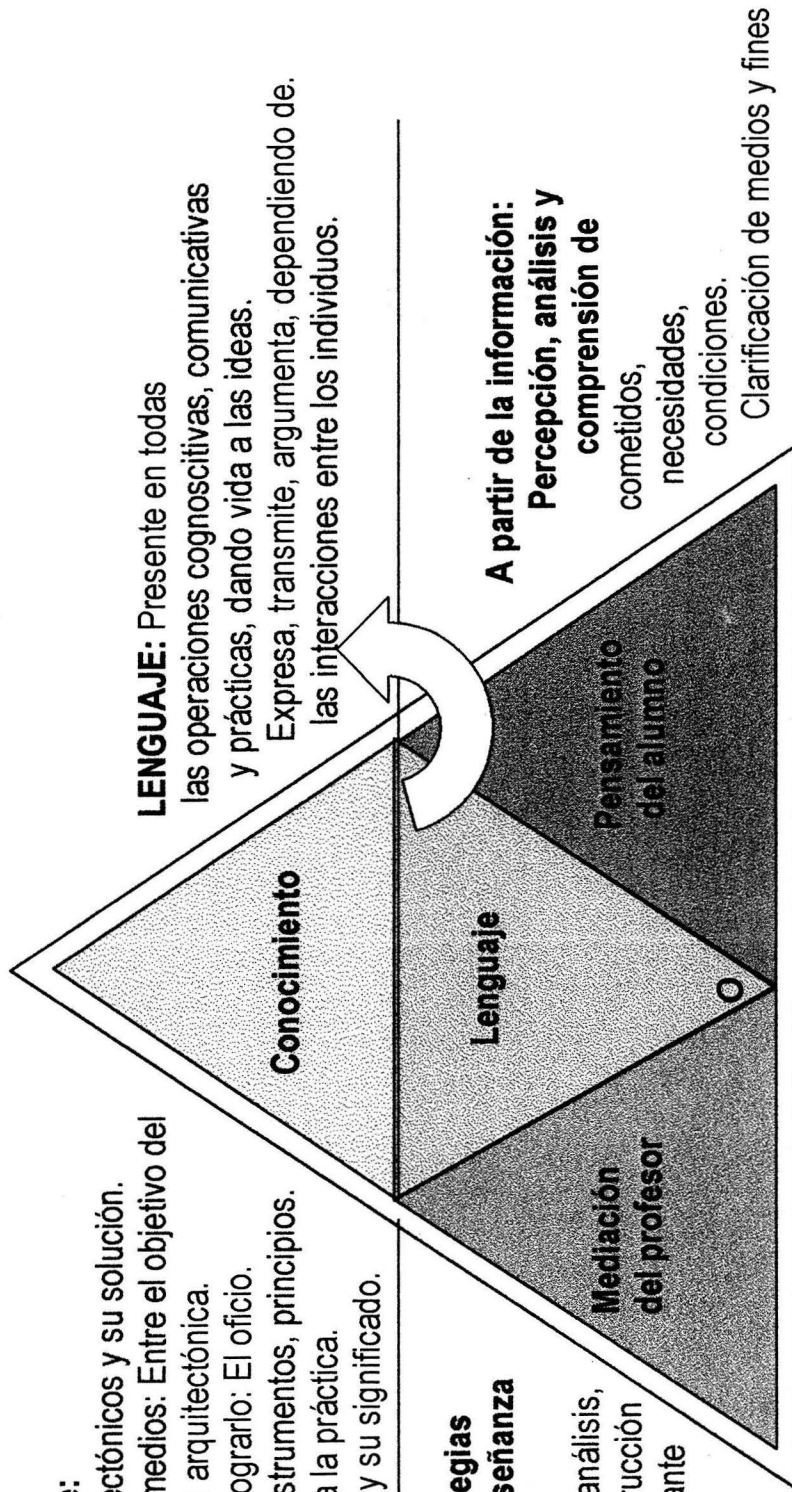 e:
ectónicos y su solución.
medios: Entre el objetivo del
arquitectónica.
ograrlo: El oficio.
strumentos, principios.
a la práctica.
y su significado.
LENGUAJE: Presente en todas
las operaciones cognoscitivas, comunicativas
y prácticas, dando vida a las ideas.
Expresa, transmite, argumenta, dependiendo de.
las interacciones entre los individuos.
Conocimiento
Lenguaje
O
Mediación
del profesor
Pensamiento
del alumno
egias
señanza
análisis,
rucción
ante
A partir de la información:
Percepción, análisis y
comprensión de
cometidos,
necesidades,
condiciones.
Clarificación de medios y fines